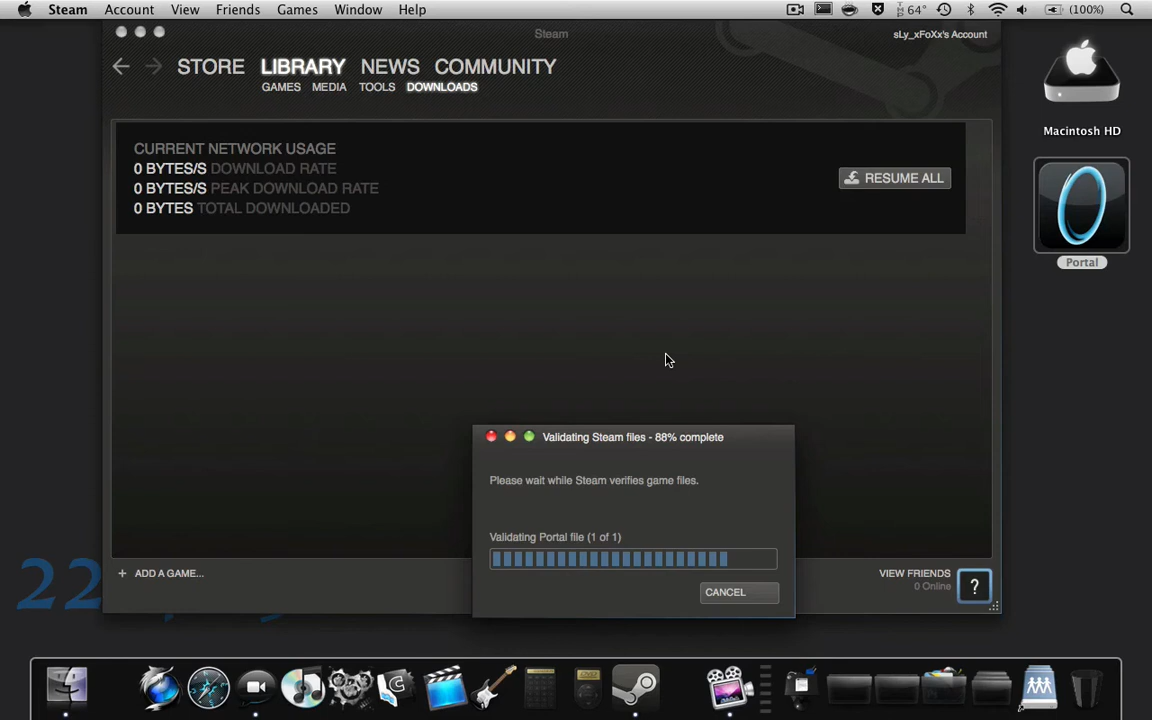 Steam Account View Friends Games Window Help
64° (100%)
Steam
sLy_xFoXx's Account
STORE LIBRARY NEWS COMMUNITY
GAMES MEDIA TOOLS DOWNLOADS
CURRENT NETWORK USAGE
0 BYTES/S DOWNLOAD RATE
0 BYTES/S PEAK DOWNLOAD RATE
0 BYTES TOTAL DOWNLOADED
RESUME ALL
Macintosh HD
Portal
Validating Steam files - 88% complete
Please wait while Steam verifies game files.
Validating Portal file (1 of 1)
CANCEL
+ ADD A GAME...
VIEW FRIENDS
0 Online
?
22